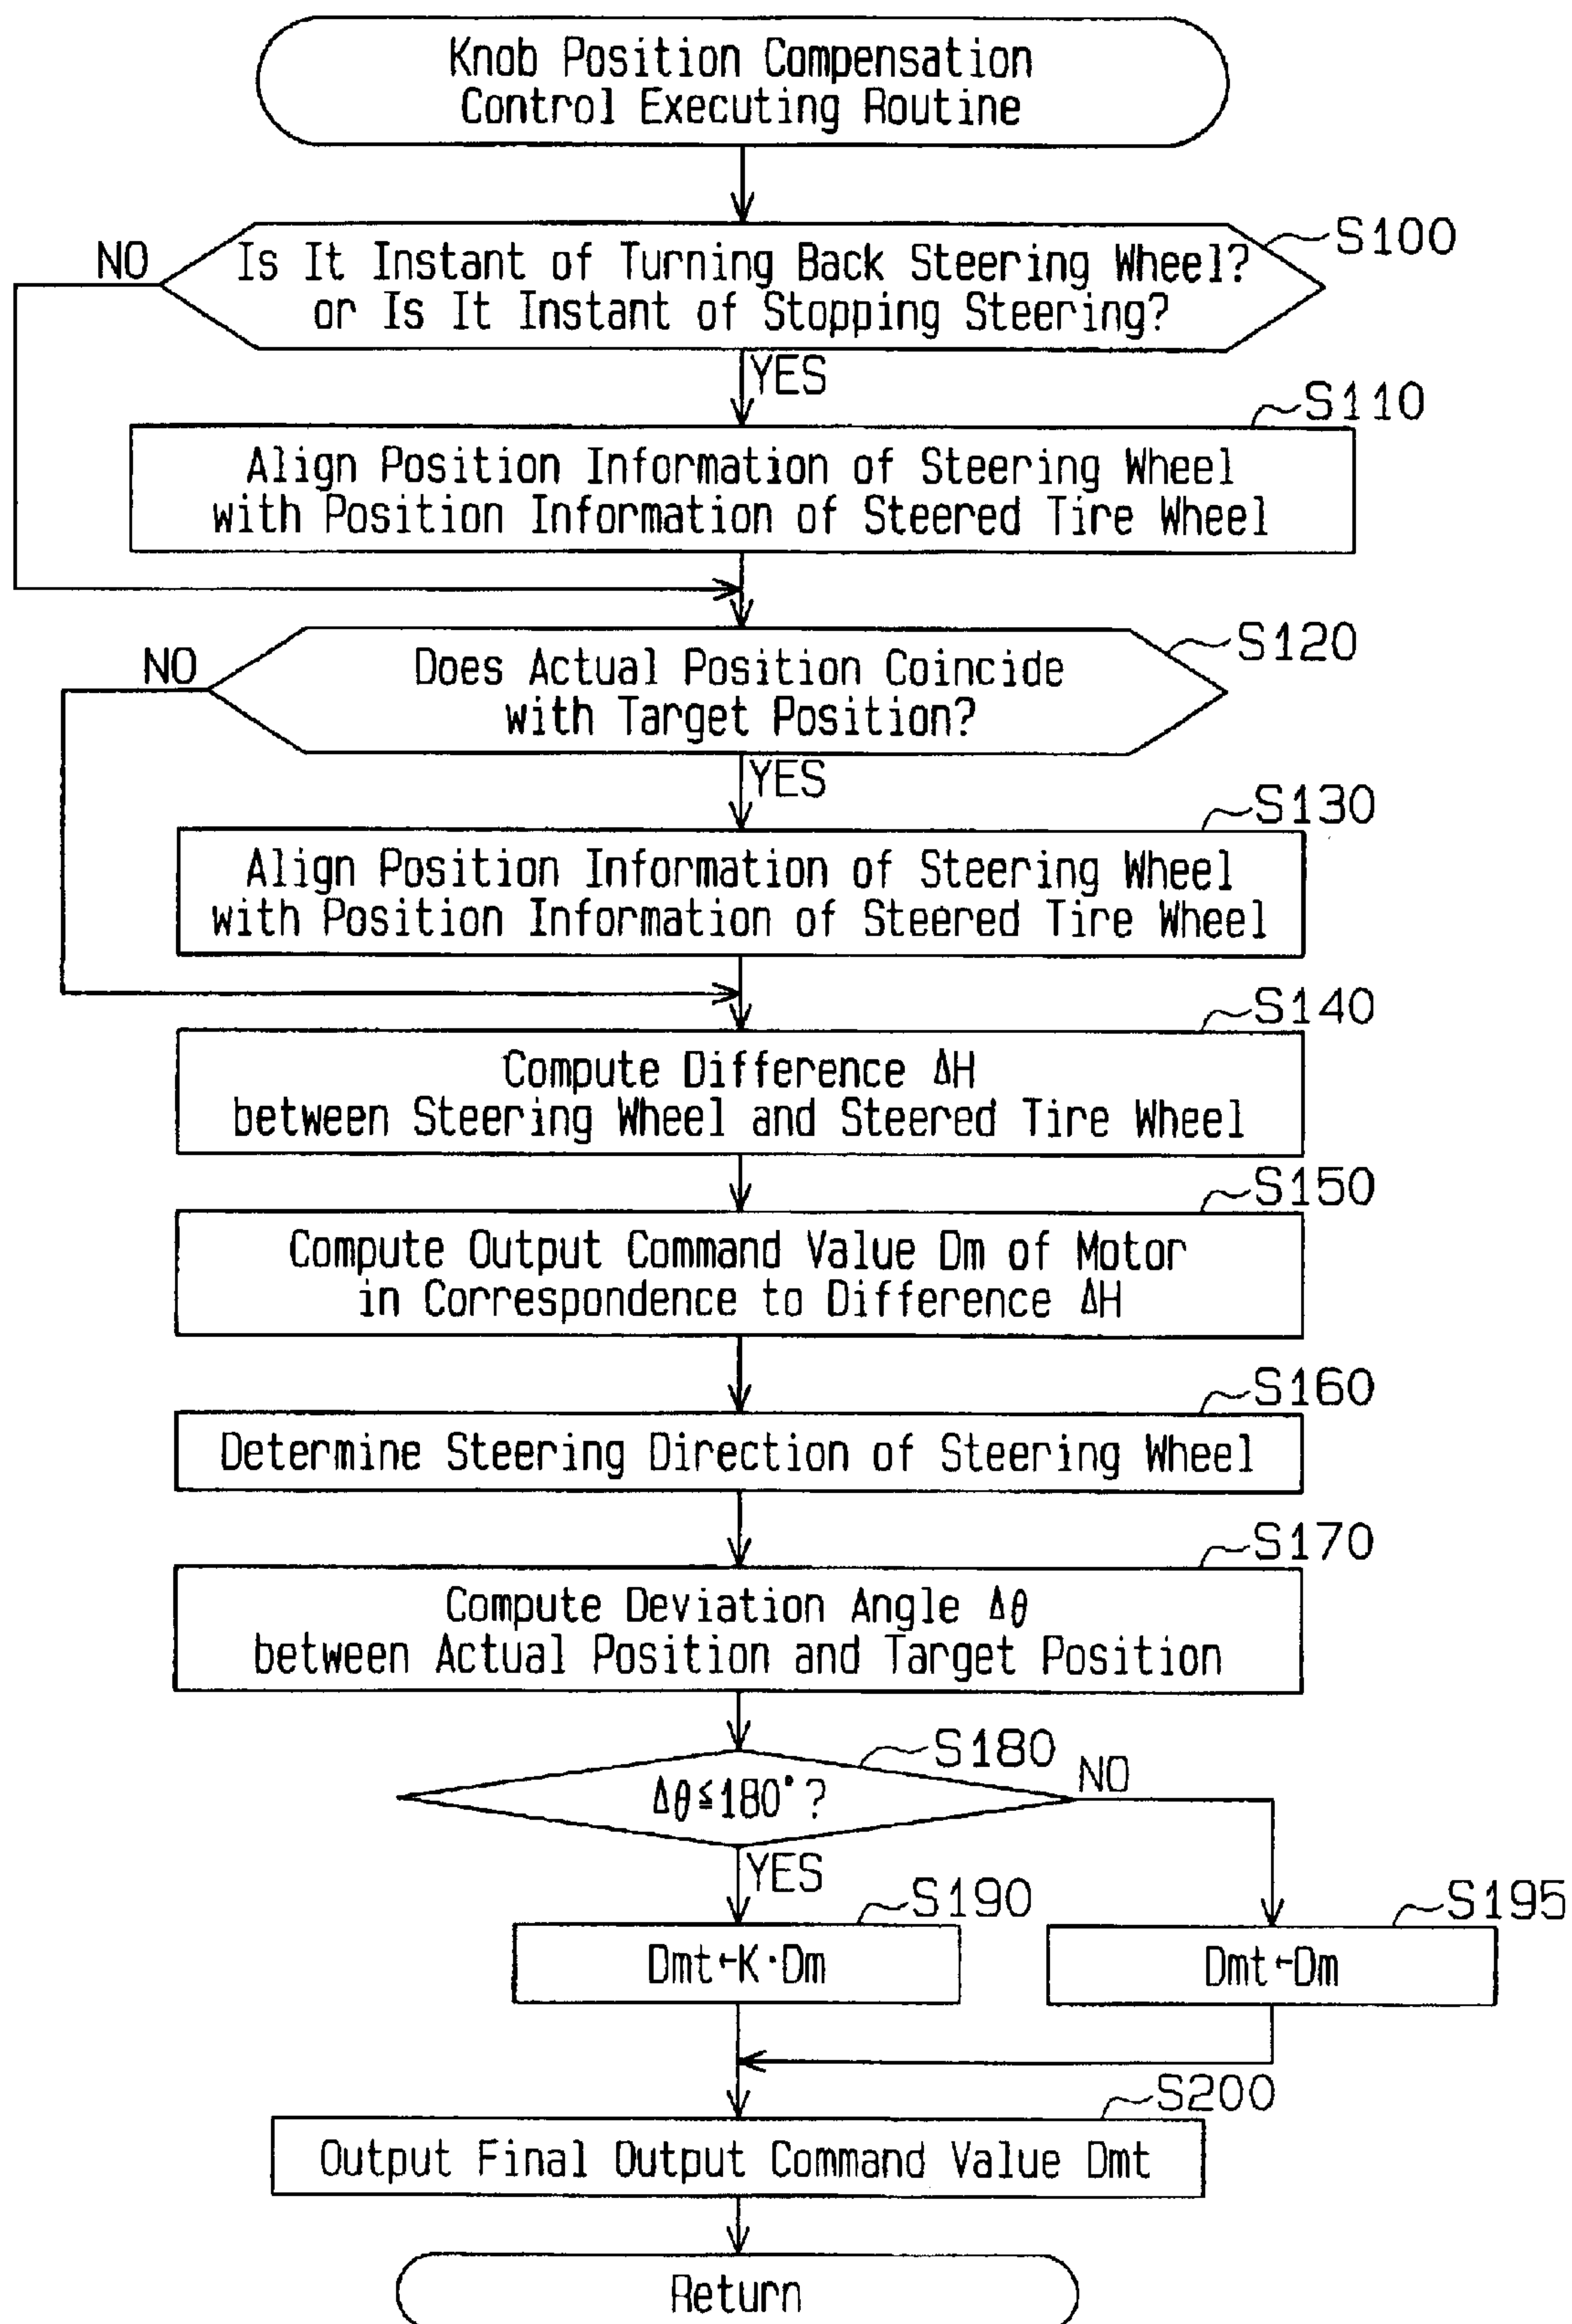 Knob Position Compensation
Control Executing Routine
S100
NO
Is It Instant of Turning Back Steering Wheel?
or Is It Instant of Stopping Steering?
YES
S110
Align Position Information of Steering Wheel
with Position Information of Steered Tire Wheel
S120
NO
Does Actual Position Coincide
with Target Position?
YES
S130
Align Position Information of Steering Wheel
with Position Information of Steered Tire Wheel
S140
Compute Difference ΔH
between Steering Wheel and Steered Tire Wheel
S150
Compute Output Command Value Dm of Motor
in Correspondence to Difference ΔH
S160
Determine Steering Direction of Steering Wheel
S170
Compute Deviation Angle Δθ
between Actual Position and Target Position
S180
NO
Δθ≦180°?
YES
S190
S195
Dmt←K·Dm
Dmt←Dm
S200
Output Final Output Command Value Dmt
Return